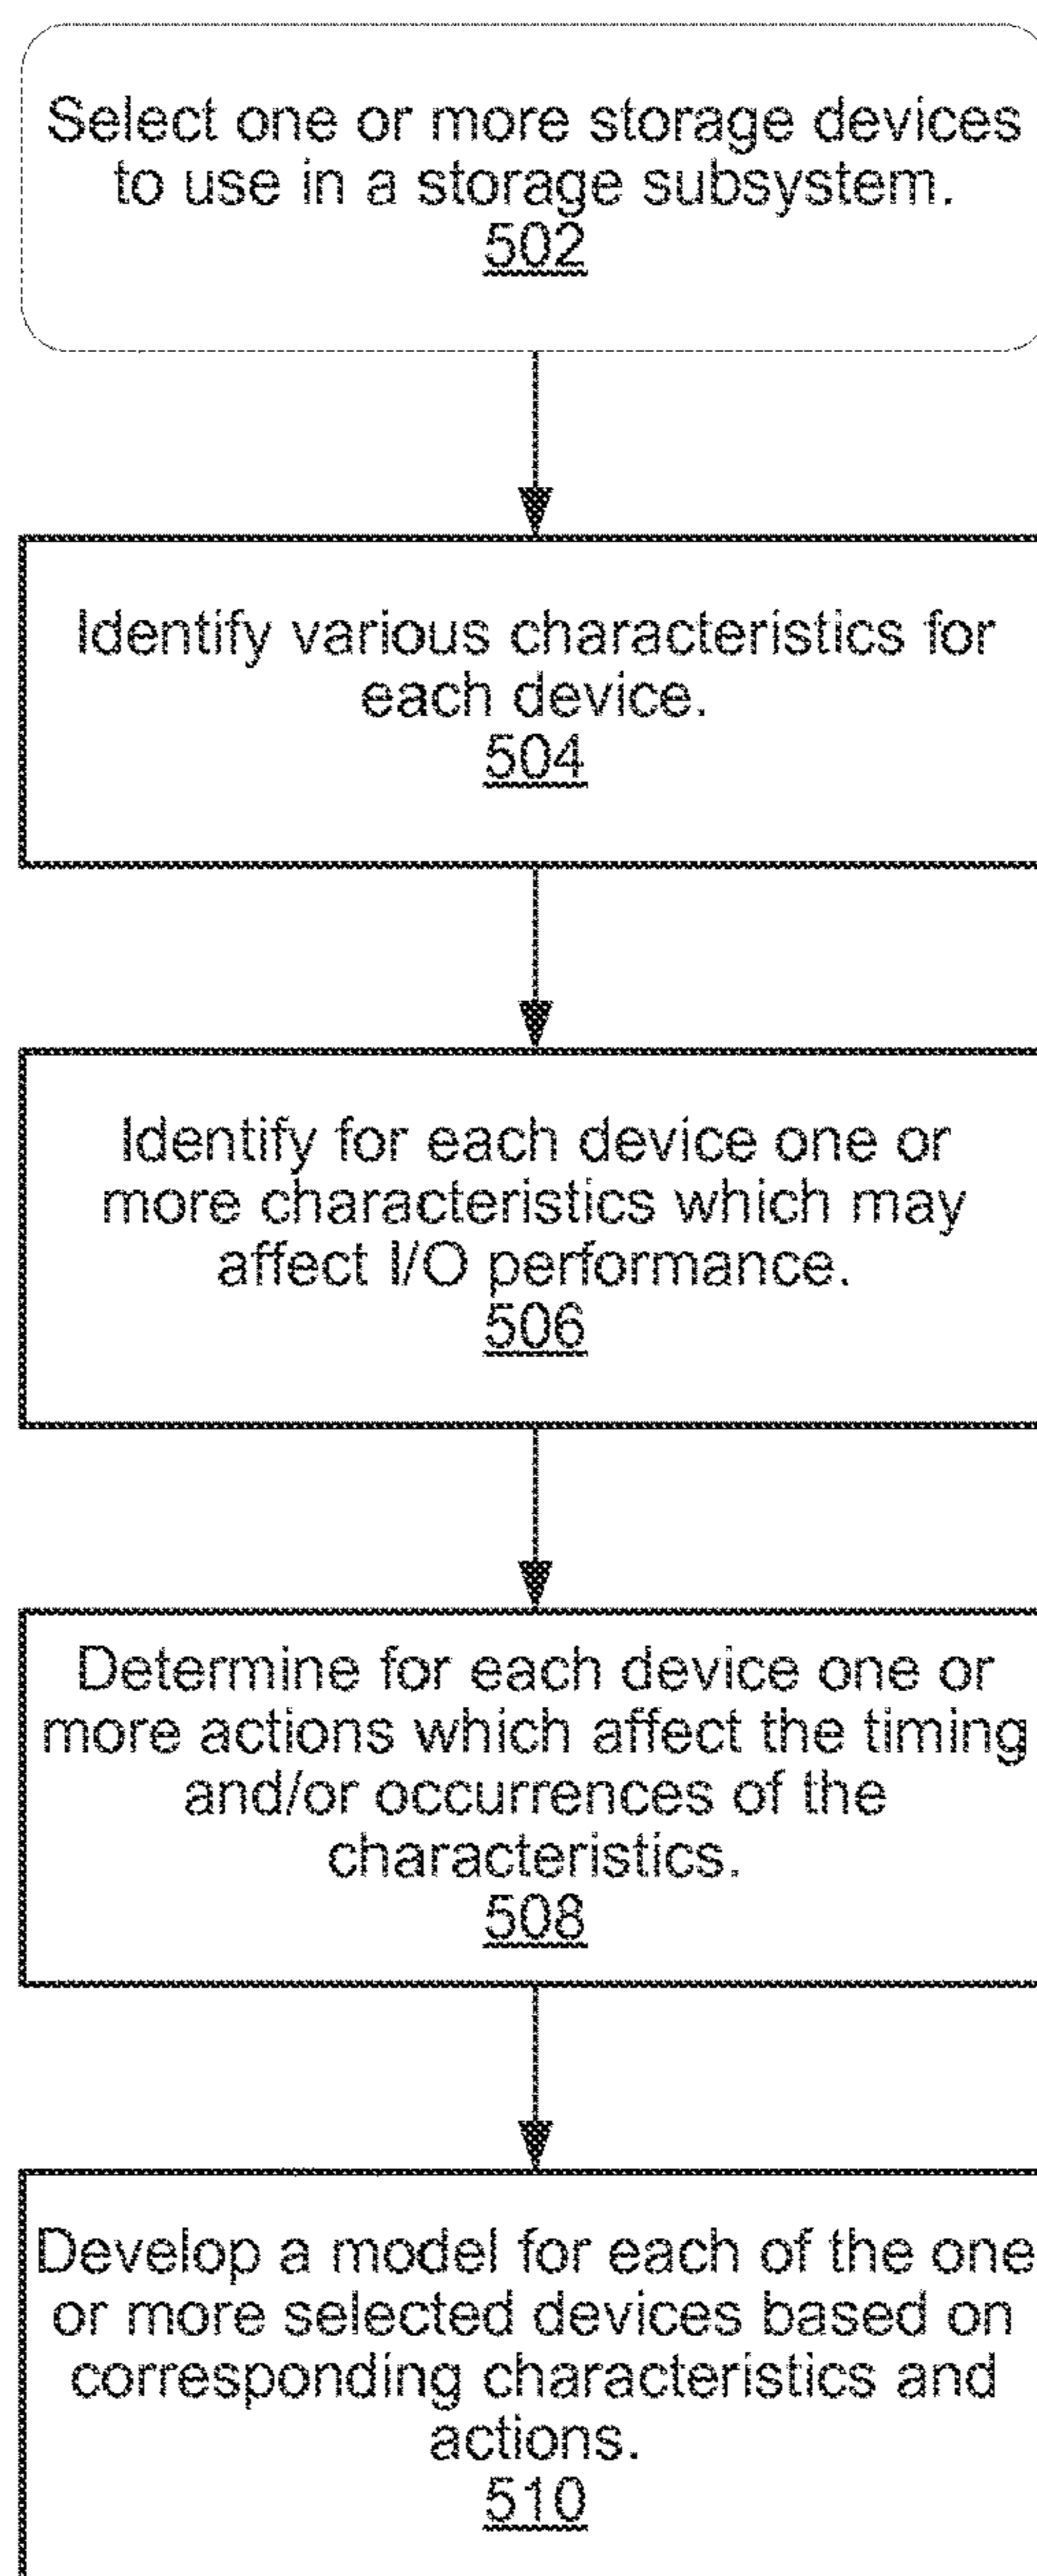 Select one or more storage devices
to use in a storage subsystem.
502
Identify various characteristics for
each device.
504
Identify for each device one or
more characteristics which may
affect I/O performance.
506
Determine for each device one or
more actions which affect the timing
and/or occurrences of the
characteristics.
508
Develop a model for each of the one
or more selected devices based on
corresponding characteristics and
actions.
510